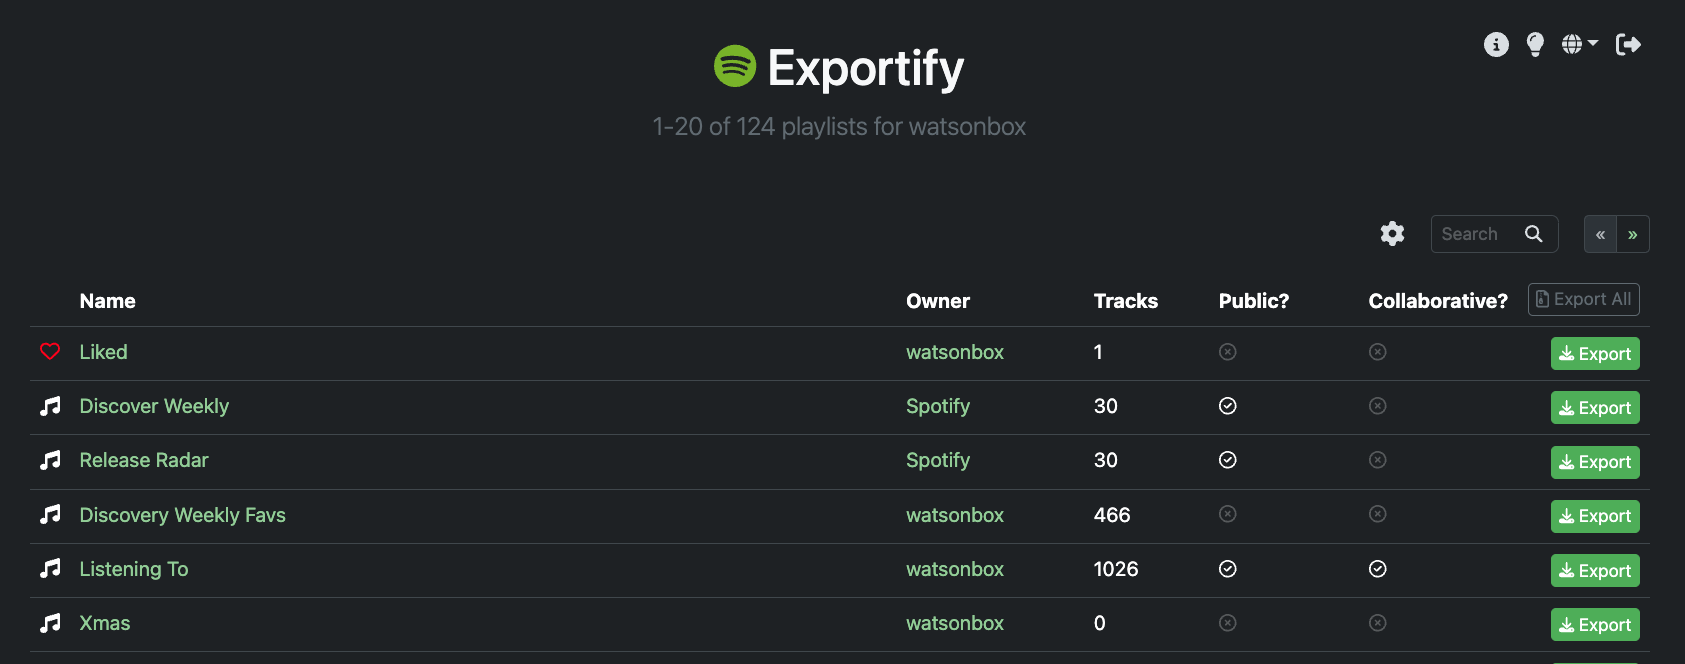 Exportify
1-20 of 124 playlists for watsonbox
Search « »
Name Owner Tracks Public? Collaborative? Export All
Liked watsonbox 1 Export
Discover Weekly Spotify 30 Export
Release Radar Spotify 30 Export
Discovery Weekly Favs watsonbox 466 Export
Listening To watsonbox 1026 Export
Xmas watsonbox 0 Export